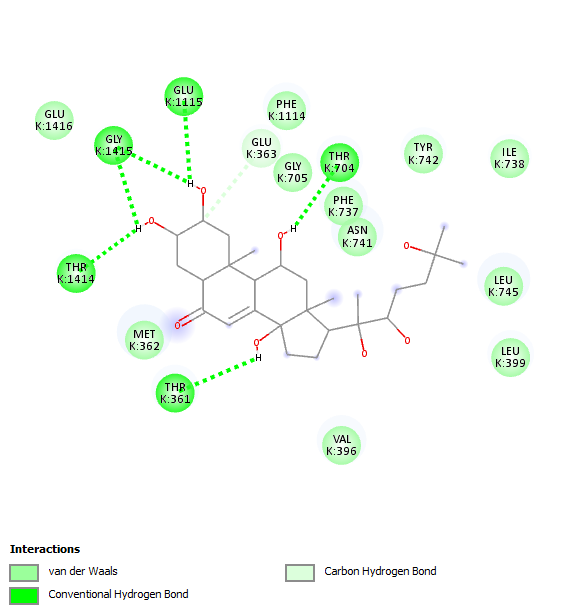 GLU
K:1115
PHE
K:1114
GLU
K:1416
GLY
K:1415
GLU
K:363
THR
K:704
TYR
K:742
ILE
K:738
GLY
K:705
H
O
PHE
K:737
O
H
H
O
ASN
K:741
O
THR
K:1414
LEU
K:745
O
MET
K:362
O
H
O
O
LEU
K:399
THR
K:361
VAL
K:396
Interactions
van der Waals
Carbon Hydrogen Bond
Conventional Hydrogen Bond